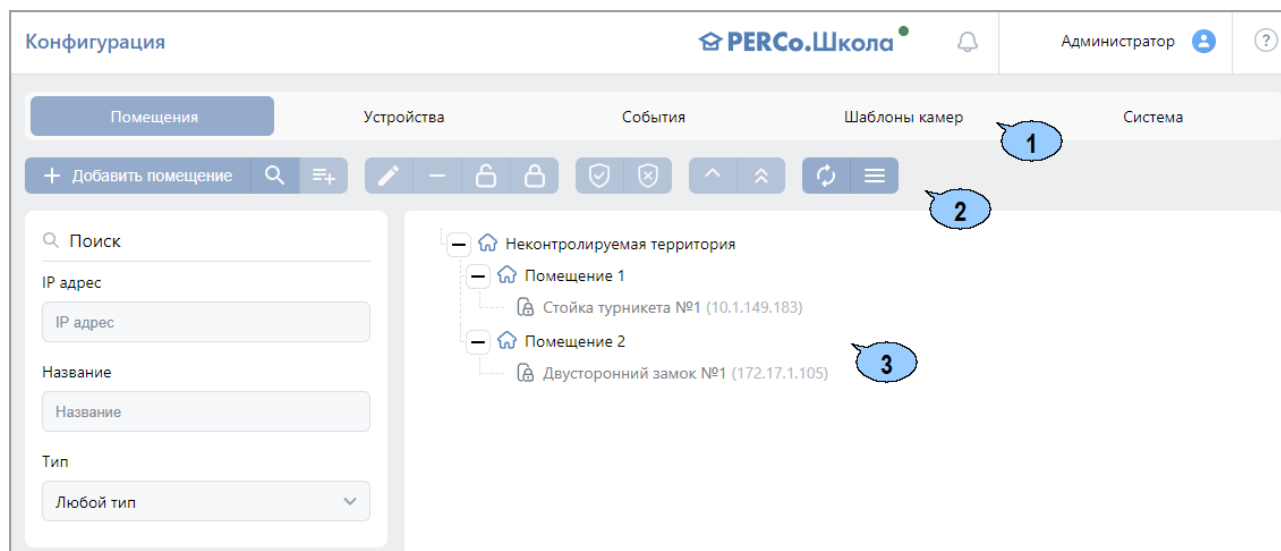 Конфигурация
PERCo.Школа
Администратор
?
Помещения
Устройства
События
Шаблоны камер
Система
1
+ Добавить помещение
2
Поиск
IP адрес
IP адрес
Название
Название
Тип
Любой тип
Неконтролируемая территория
Помещение 1
Стойка турникета №1 (10.1.149.183)
Помещение 2
Двусторонний замок №1 (172.17.1.105)
3